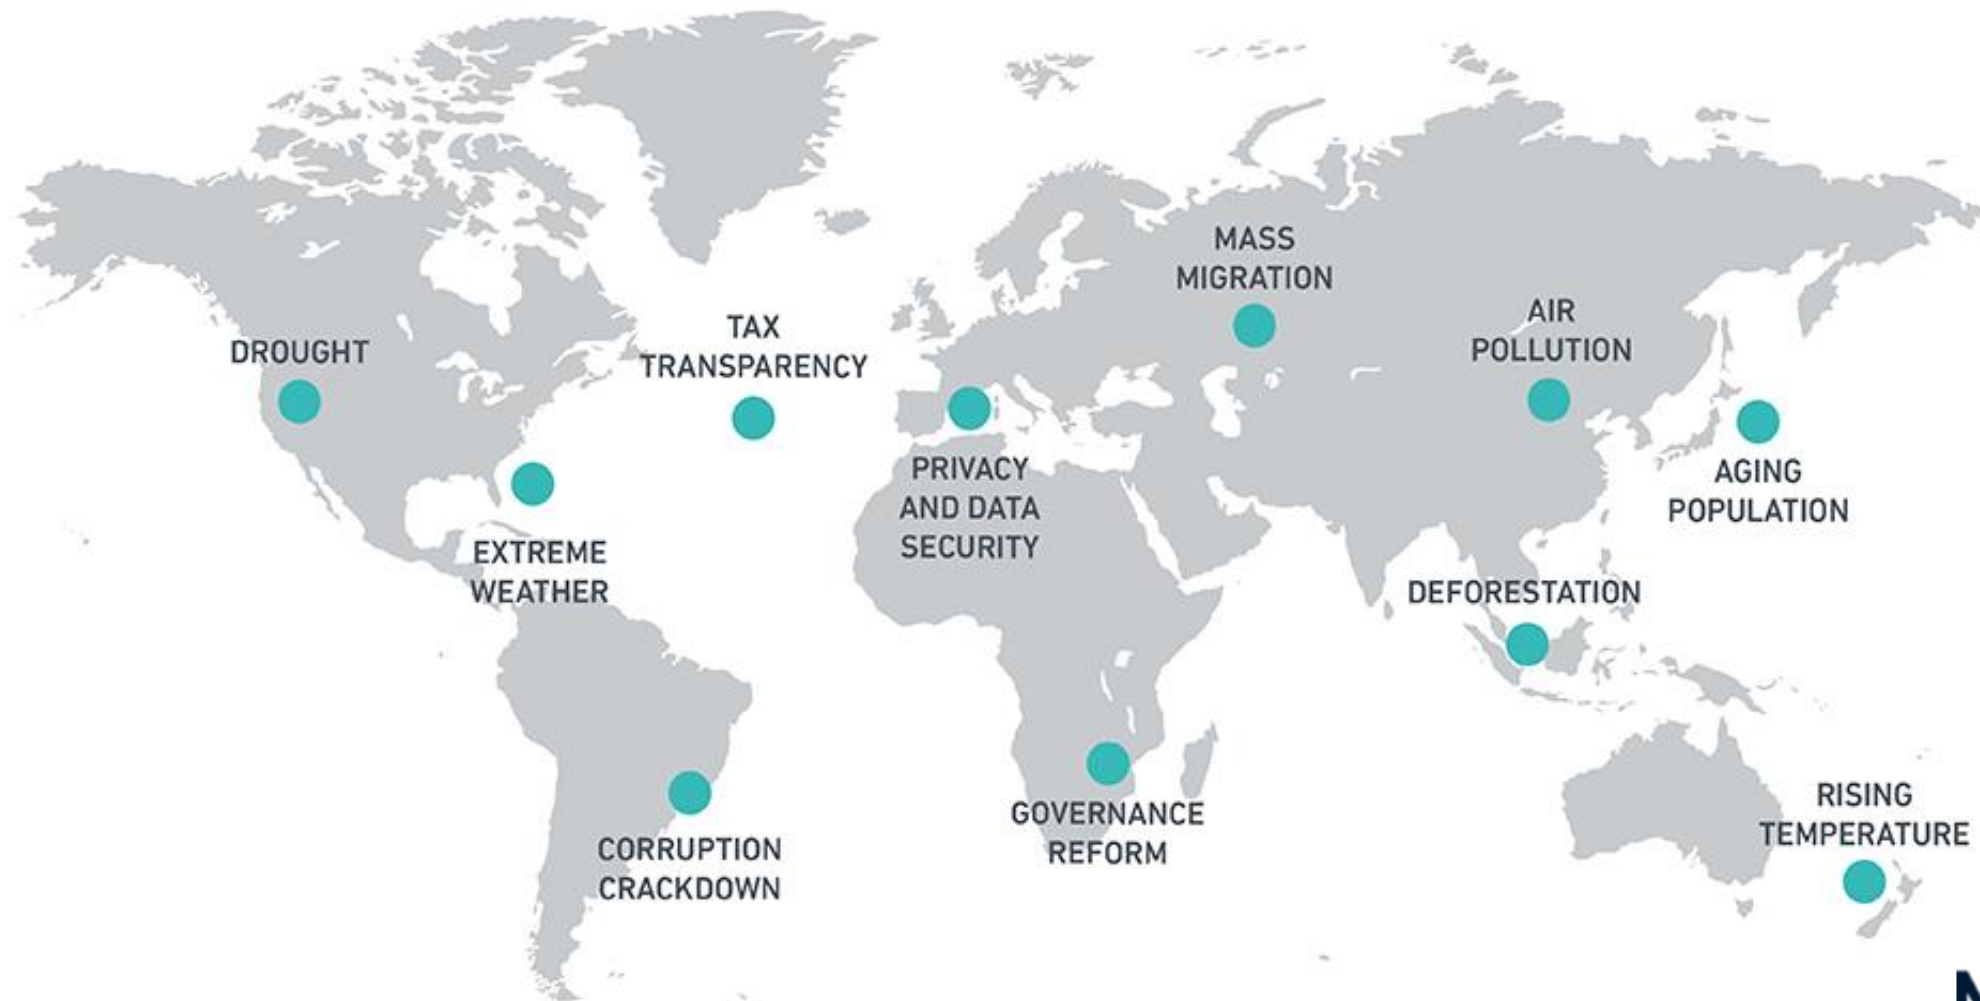 MASS
MIGRATION
AIR
POLLUTION
TAX
TRANSPARENCY
DROUGHT
PRIVACY
AND DATA
SECURITY
AGING
POPULATION
EXTREME
WEATHER
DEFORESTATION
RISING
TEMPERATURE
GOVERNANCE
REFORM
CORRUPTION
CRACKDOWN